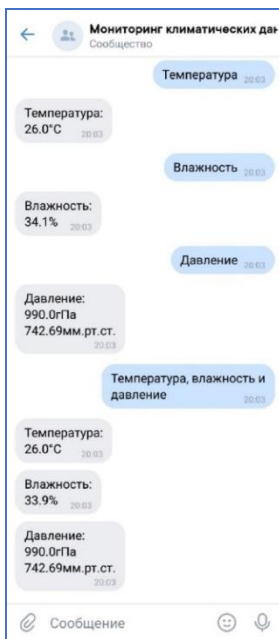 Мониторинг климатических дан
Сообщество
Температура 20:03
Температура:
26.0°C 20:03
Влажность 20:03
Влажность:
34.1% 20:03
Давление 20:03
Давление:
990.0гПа
742.69мм.рт.ст.
20:03
Температура, влажность и
давление 20:03
Температура:
26.0°C 20:03
Влажность:
33.9% 20:03
Давление:
990.0гПа
742.69мм.рт.ст.
20:03
Сообщение